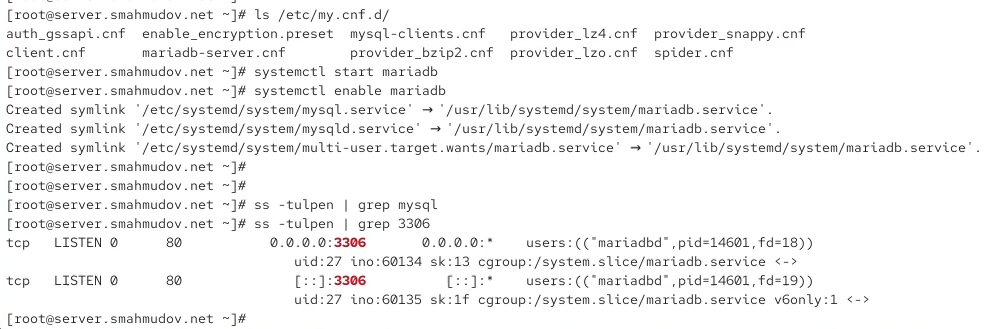 [root@server.smahmudov.net ~]# ls /etc/my.cnf.d/
auth_gssapi.cnf  enable_encryption.preset  mysql-clients.cnf   provider_lz4.cnf  provider_snappy.cnf
client.cnf       mariadb-server.cnf        provider_bzip2.cnf  provider_lzo.cnf  spider.cnf
[root@server.smahmudov.net ~]# systemctl start mariadb
[root@server.smahmudov.net ~]# systemctl enable mariadb
Created symlink '/etc/systemd/system/mysql.service' → '/usr/lib/systemd/system/mariadb.service'.
Created symlink '/etc/systemd/system/mysqld.service' → '/usr/lib/systemd/system/mariadb.service'.
Created symlink '/etc/systemd/system/multi-user.target.wants/mariadb.service' → '/usr/lib/systemd/system/mariadb.service'.
[root@server.smahmudov.net ~]#
[root@server.smahmudov.net ~]#
[root@server.smahmudov.net ~]# ss -tulpen | grep mysql
[root@server.smahmudov.net ~]# ss -tulpen | grep 3306
tcp   LISTEN 0      80           0.0.0.0:3306       0.0.0.0:*    users:(("mariadbd",pid=14601,fd=18))
uid:27 ino:60134 sk:13 cgroup:/system.slice/mariadb.service <->
tcp   LISTEN 0      80              [::]:3306          [::]:*    users:(("mariadbd",pid=14601,fd=19))
uid:27 ino:60135 sk:1f cgroup:/system.slice/mariadb.service v6only:1 <->
[root@server.smahmudov.net ~]#